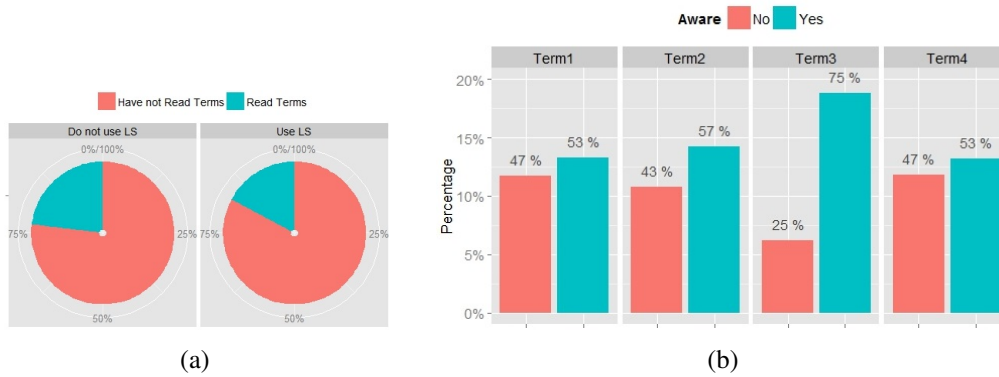 Have not Read Terms Read Terms
Do not use LS Use LS
0%/100% 0%/100%
75% 25% 75% 25%
50% 50%
(a)
Aware No Yes
Term1 Term2 Term3 Term4
Percentage
20%
15%
10%
5%
0%
47 % 53 % 43 % 57 % 25 % 75 % 47 % 53 %
(b)